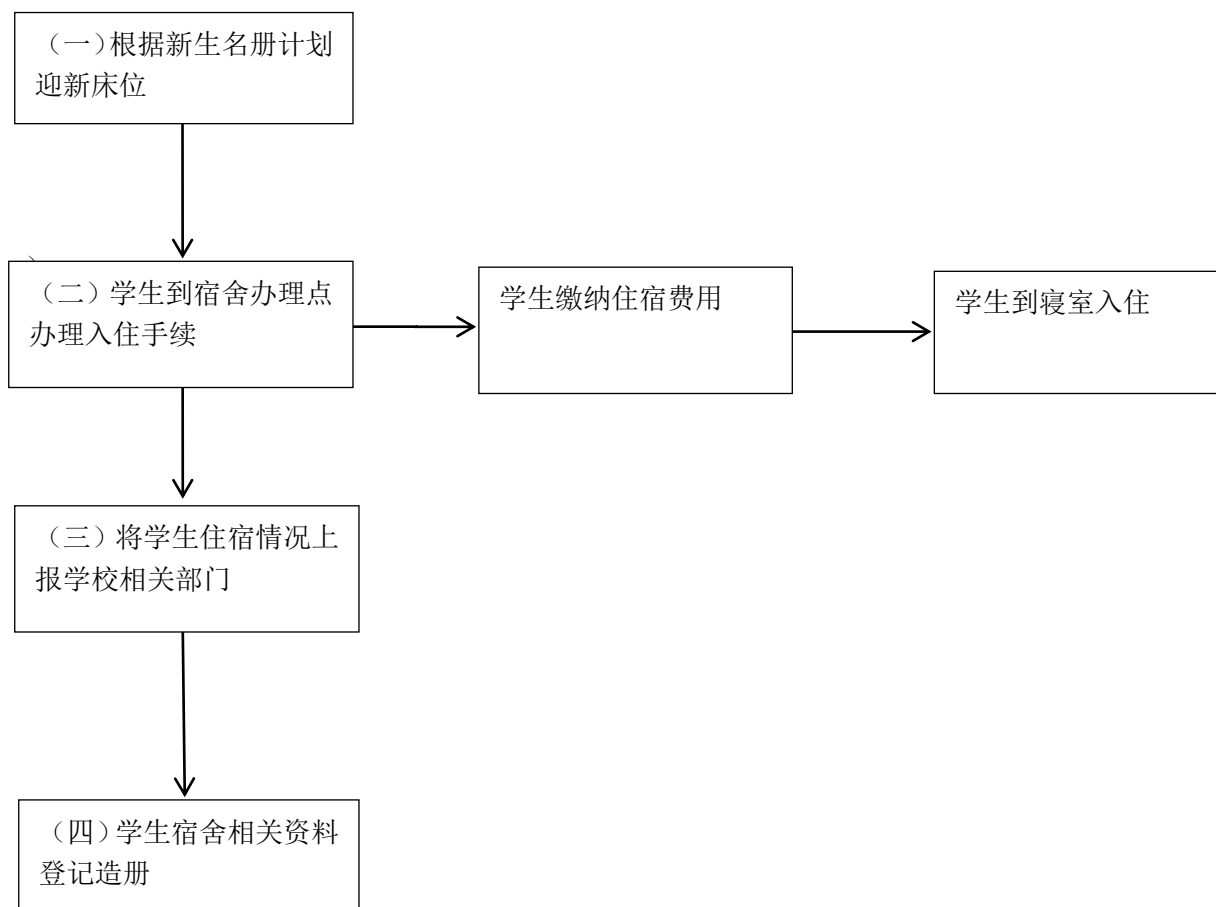 （一）根据新生名册计划
迎新床位
（二）学生到宿舍办理点
办理入住手续
学生缴纳住宿费用
学生到寝室入住
（三）将学生住宿情况上
报学校相关部门
（四）学生宿舍相关资料
登记造册